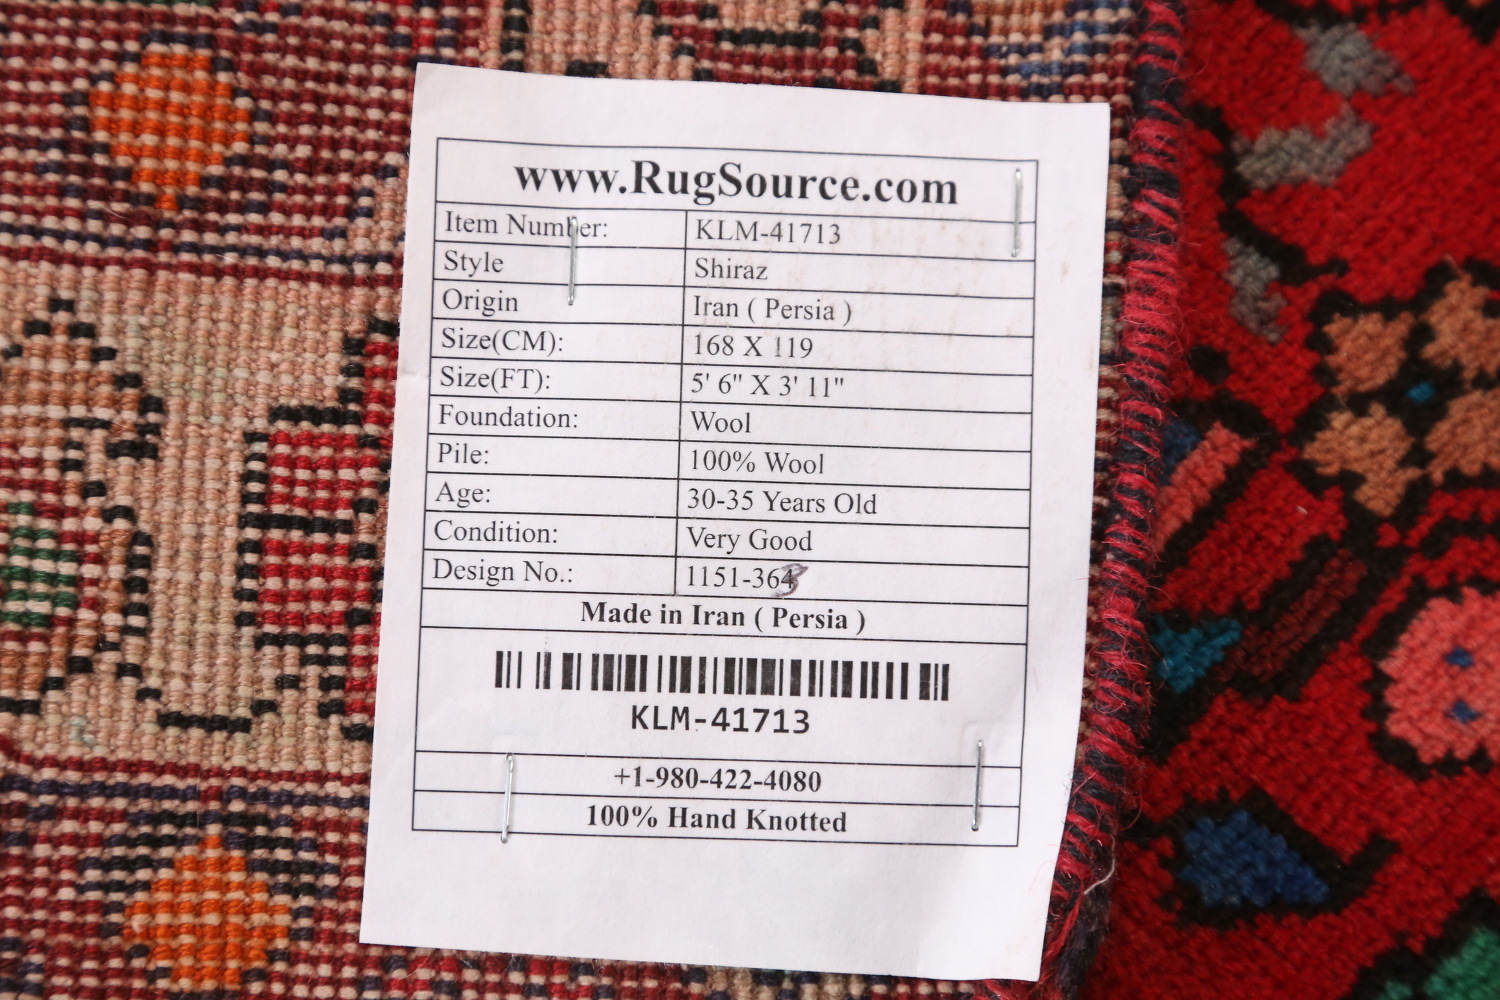 www.RugSource.com
Item Number: KLM-41713
Style Shiraz
Origin Iran ( Persia )
Size(CM): 168 X 119
Size(FT): 5' 6" X 3' 11"
Foundation: Wool
Pile: 100% Wool
Age: 30-35 Years Old
Condition: Very Good
Design No.: 1151-363
Made in Iran ( Persia )
KLM-41713
+1-980-422-4080
100% Hand Knotted